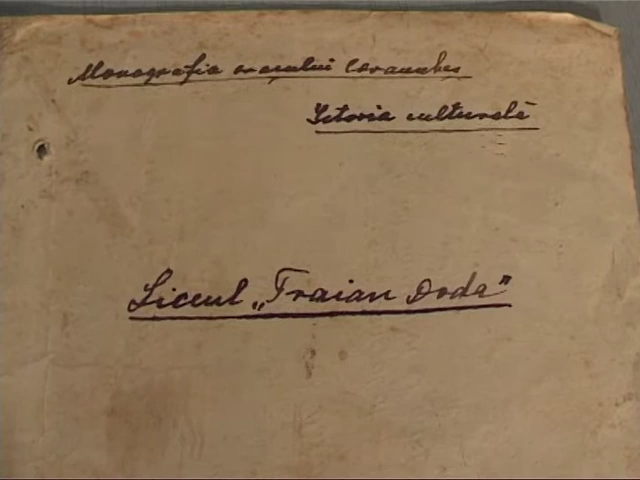 Monografia orașului Caransebeș
Istoria culturală
Liceul „Traian Doda”